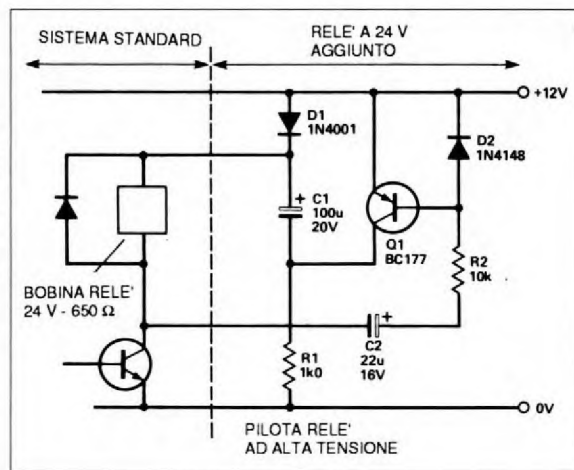 SISTEMA STANDARD
RELE' A 24 V
AGGIUNTO
+12V
D1
1N4001
D2
1N4148
+
C1
100u
20V
Q1
BC177
R2
10k
BOBINA RELE'
24 V - 650 Ω
+
C2
22u
16V
R1
1k0
0V
PILOTA RELE'
AD ALTA TENSIONE